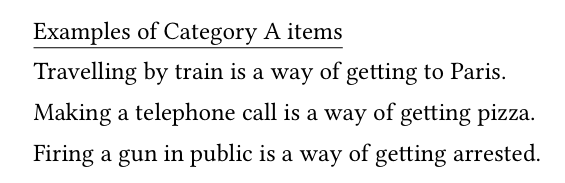 Examples of Category A items
Travelling by train is a way of getting to Paris.
Making a telephone call is a way of getting pizza.
Firing a gun in public is a way of getting arrested.